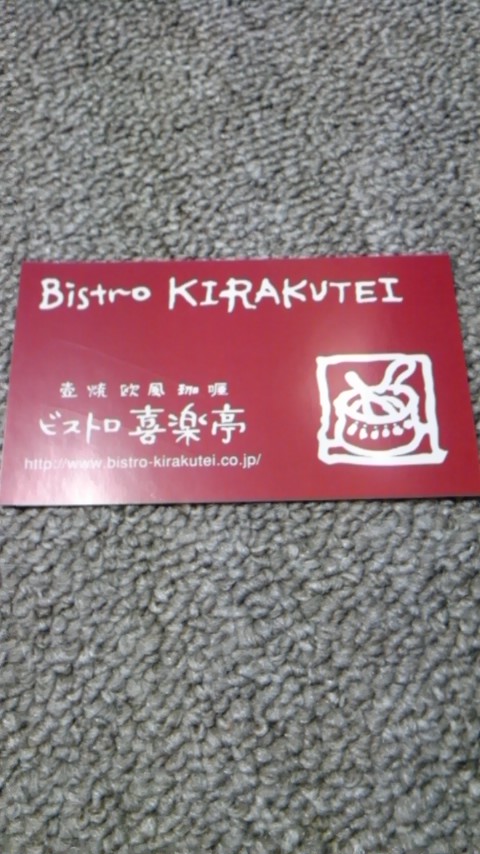 Bistro KIRAKUTEI
壺焼欧風珈喱
ビストロ 喜楽亭
http://www.bistro-kirakutei.co.jp/